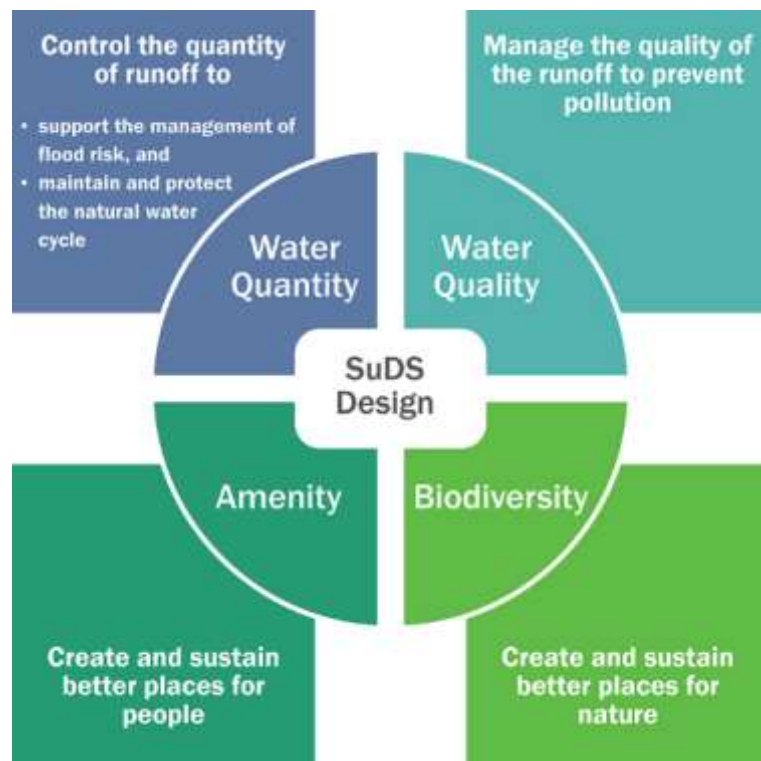 Control the quantity
of runoff to
• support the management of
flood risk, and
• maintain and protect
the natural water
cycle
Water
Quantity
Manage the quality of
the runoff to prevent
pollution
Water
Quality
SuDS
Design
Amenity
Create and sustain
better places for
people
Biodiversity
Create and sustain
better places for
nature